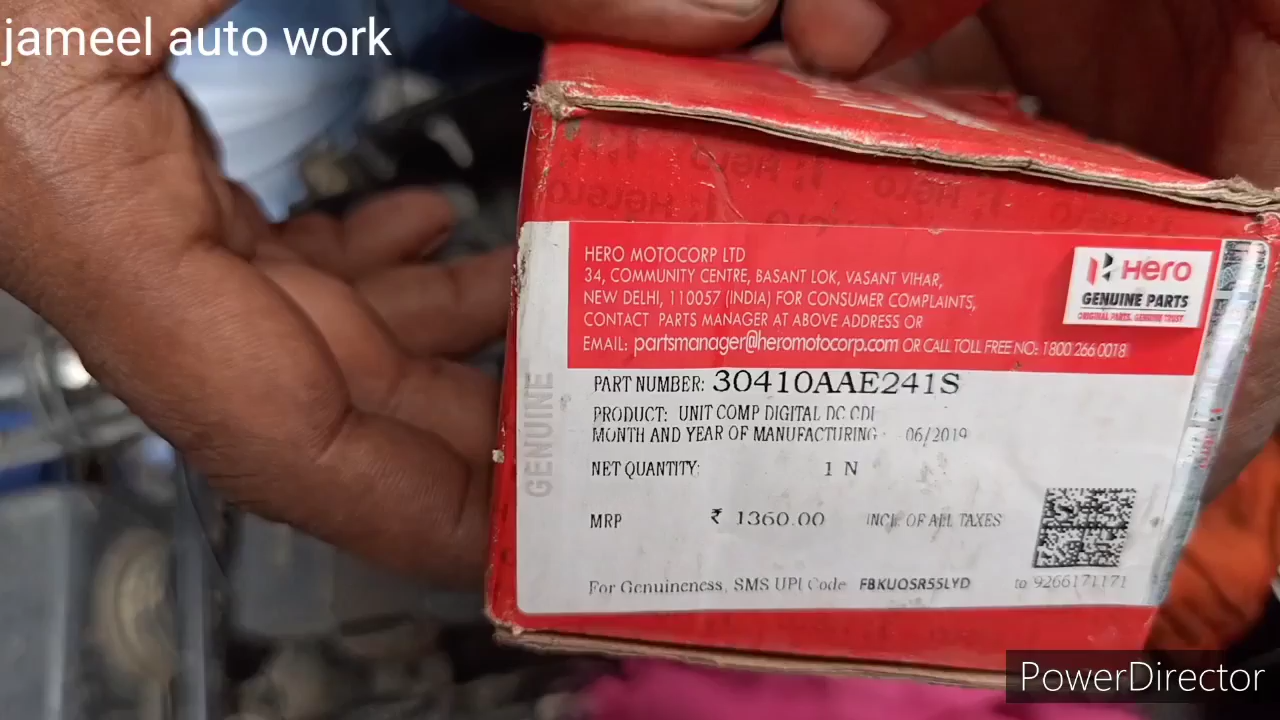 jameel auto work
HERO MOTOCORP LTD
34, COMMUNITY CENTRE, BASANT LOK, VASANT VIHAR,
NEW DELHI, 110057 (INDIA) FOR CONSUMER COMPLAINTS,
CONTACT PARTS MANAGER AT ABOVE ADDRESS OR
EMAIL: partsmanager@heromotocorp.com OR CALL TOLL FREE NO: 1800 266 0018
Hero
GENUINE PARTS
ORIGINAL PARTS. GENUINE TRUST
GENUINE
PART NUMBER: 30410AAE241S
PRODUCT: UNIT COMP DIGITAL DC CDI
MONTH AND YEAR OF MANUFACTURING: 06/2019
NET QUANTITY: 1 N
MRP ₹ 1360.00 INCL. OF ALL TAXES
For Genuineness, SMS UPI Code FBKUOSR55LYD to 9266171171
PowerDirector